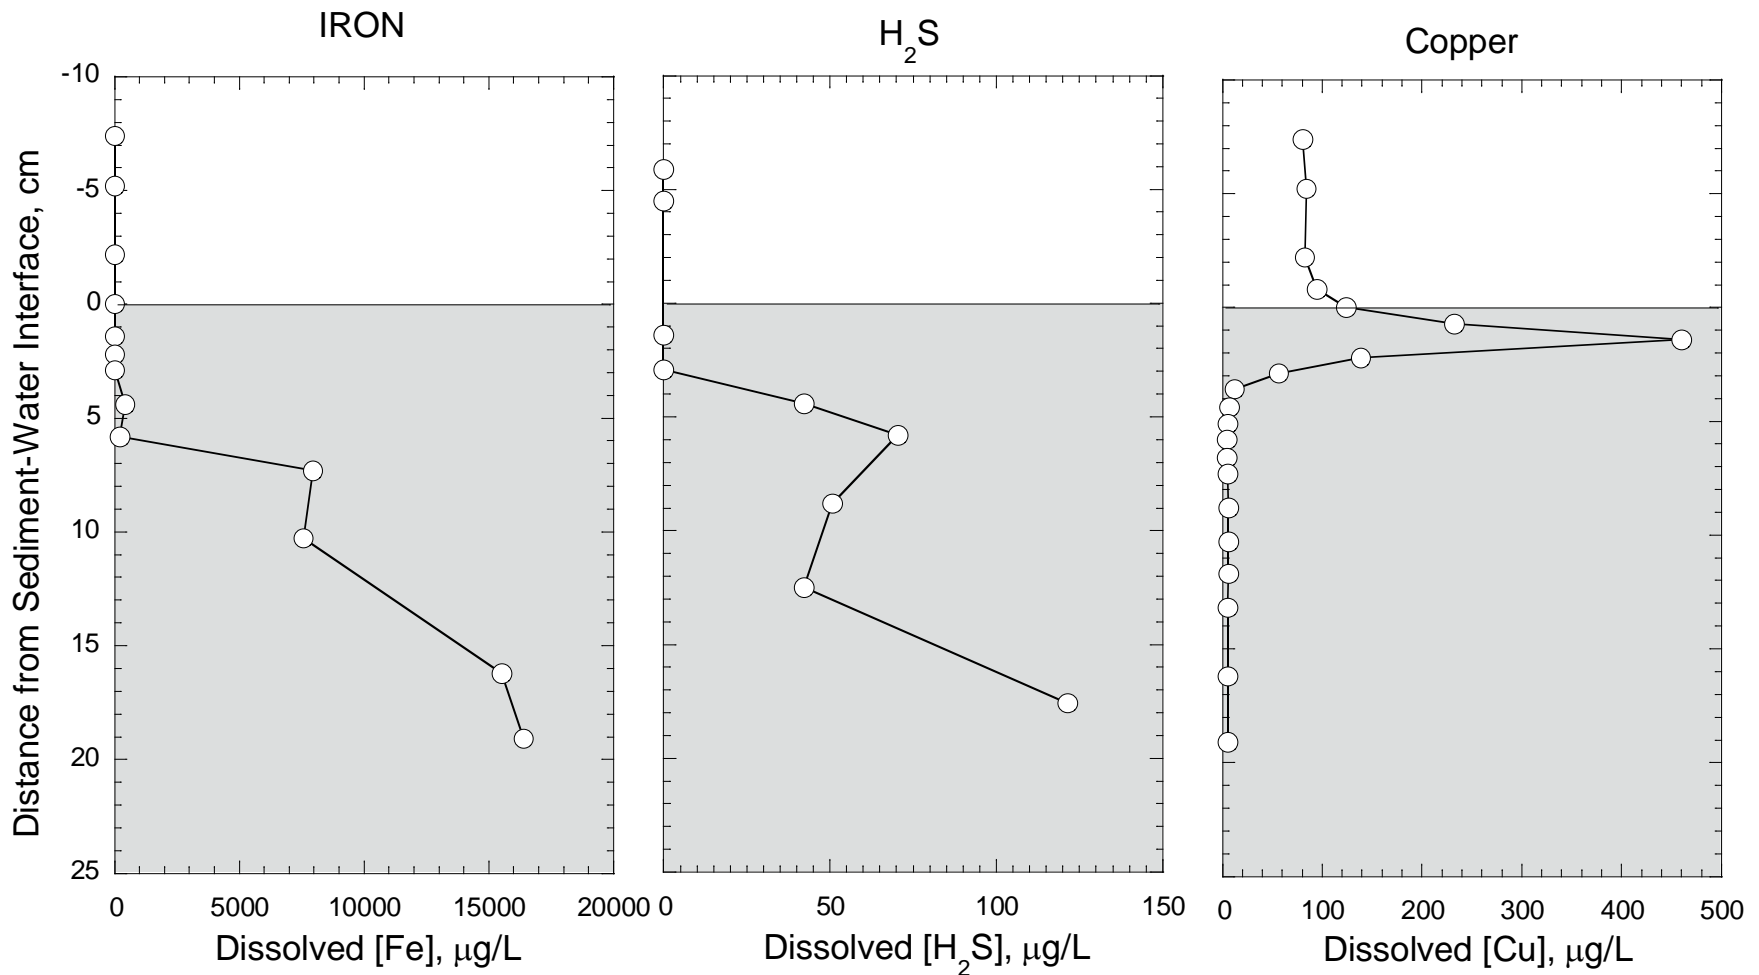 IRON
H₂S
Copper
Distance from Sediment-Water Interface, cm
-10
-5
0
5
10
15
20
25
0 5000 10000 15000 20000
0 50 100 150
0 100 200 300 400 500
Dissolved [Fe], μg/L
Dissolved [H₂S], μg/L
Dissolved [Cu], μg/L